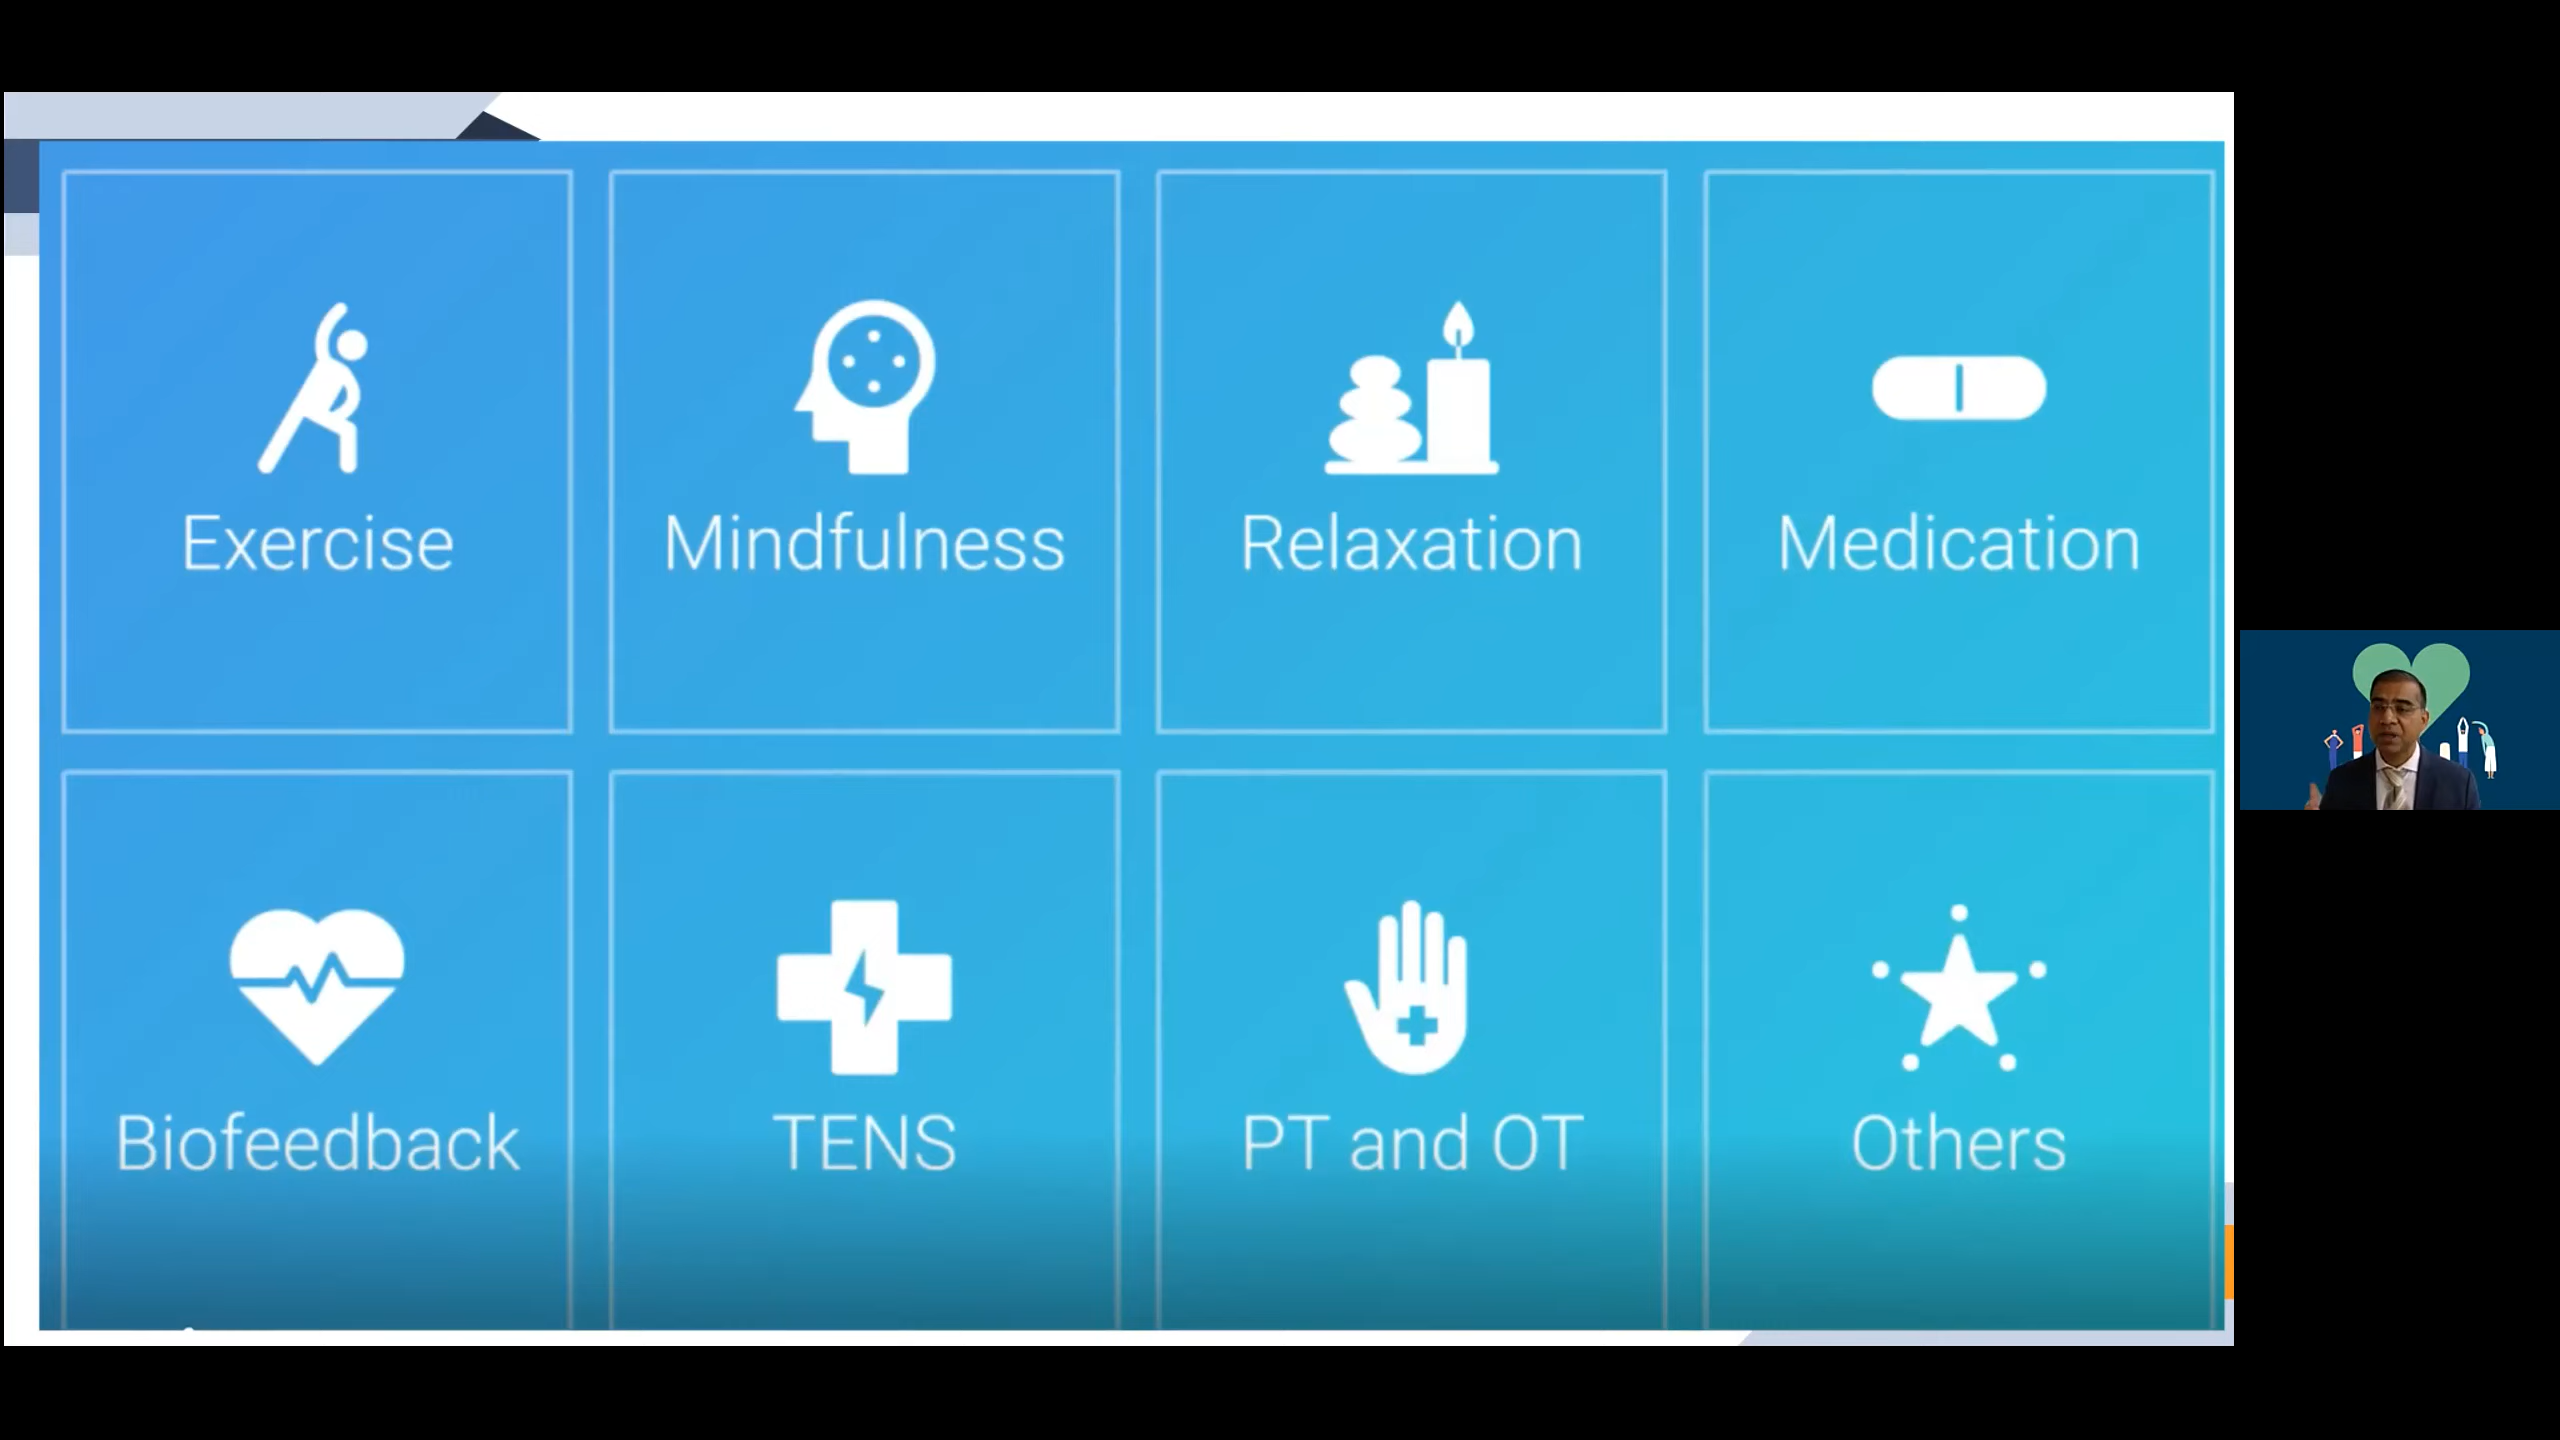 Exercise
Mindfulness
Relaxation
Medication
Biofeedback
TENS
PT and OT
Others